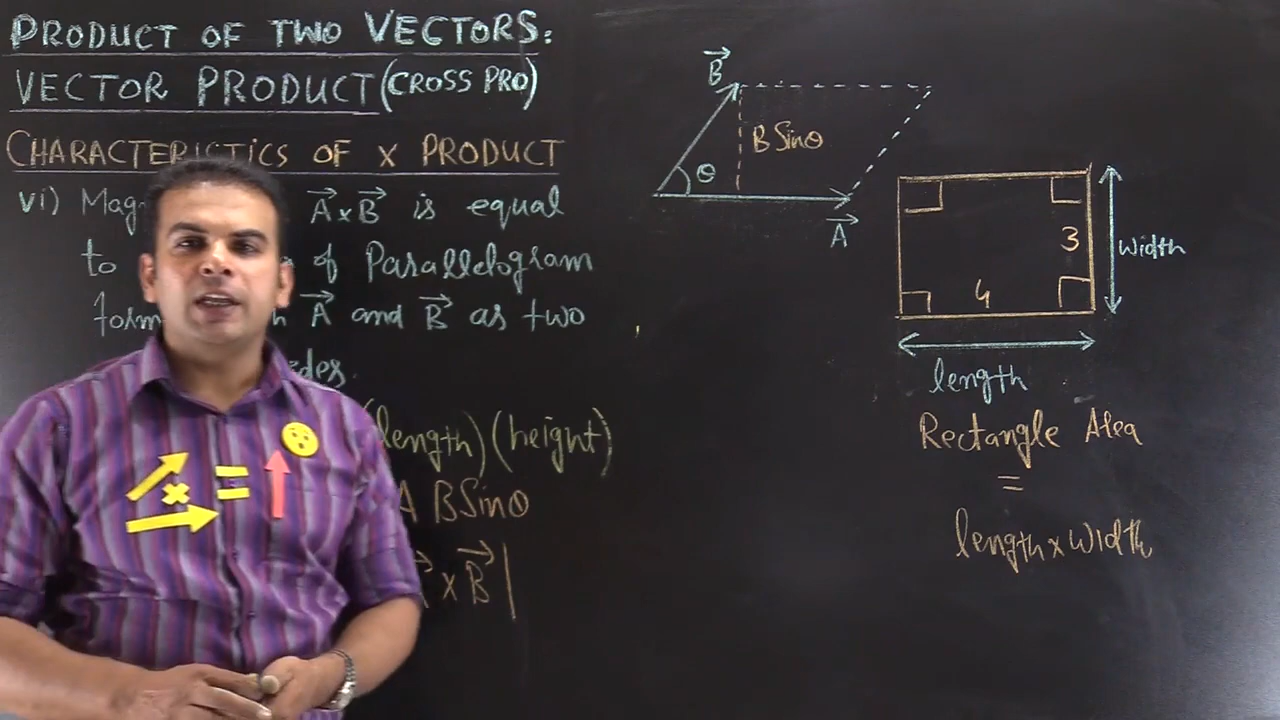 PRODUCT OF TWO VECTORS:
VECTOR PRODUCT (CROSS PRO)
CHARACTERISTICS OF X PRODUCT
vi) Mag A⃗ x B⃗ is equal
to of Parallelogram
form A⃗ and B⃗ as two
des.
(length) (height)
A B Sinθ
x B⃗ |
B⃗
B Sinθ
θ
A⃗
3
width
4
length
Rectangle Area
=
length x width